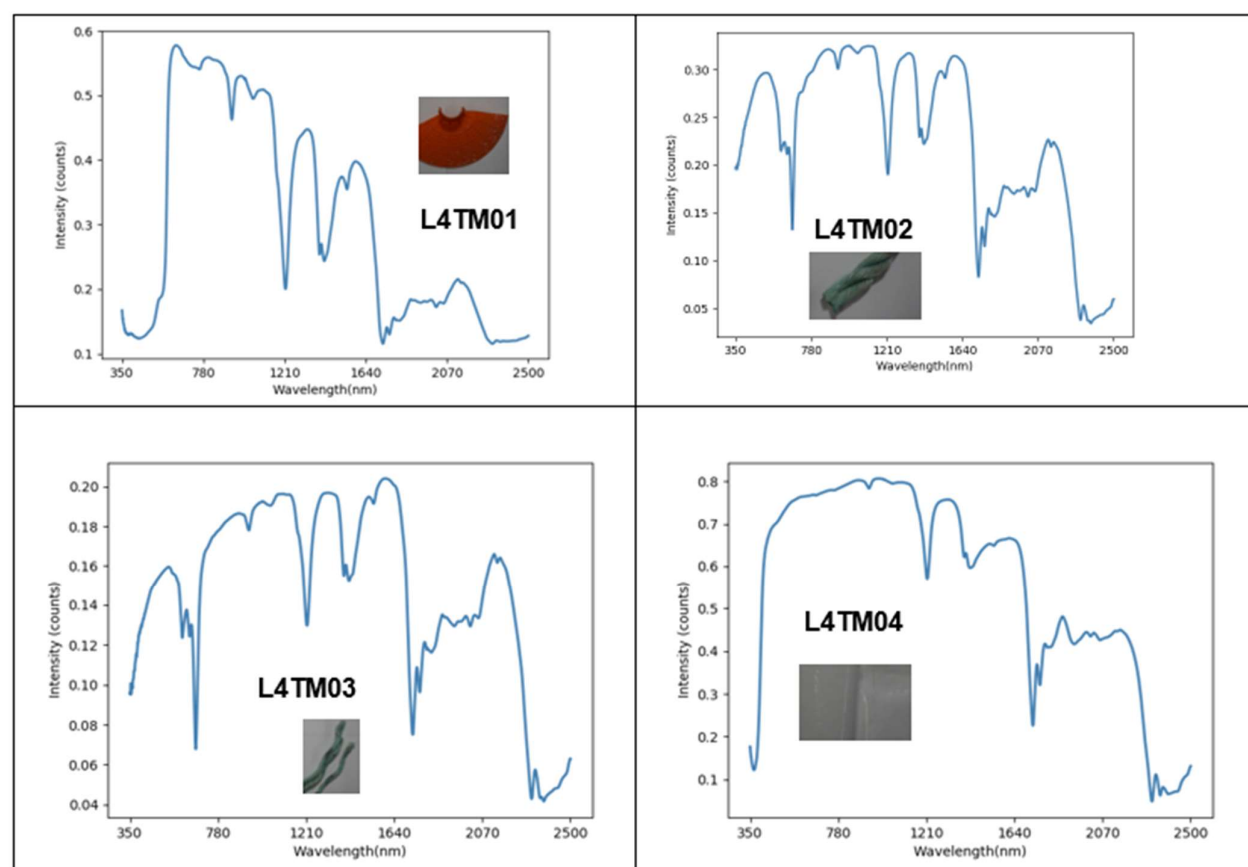 0.6
0.5
0.4
0.3
0.2
0.1
Intensity (counts)
350 780 1210 1640 2070 2500
Wavelength(nm)
L4TM01
0.30
0.25
0.20
0.15
0.10
0.05
Intensity (counts)
350 780 1210 1640 2070 2500
Wavelength(nm)
L4TM02
0.20
0.18
0.16
0.14
0.12
0.10
0.08
0.06
0.04
Intensity (counts)
350 780 1210 1640 2070 2500
Wavelength(nm)
L4TM03
0.8
0.7
0.6
0.5
0.4
0.3
0.2
0.1
Intensity (counts)
350 780 1210 1640 2070 2500
Wavelength(nm)
L4TM04